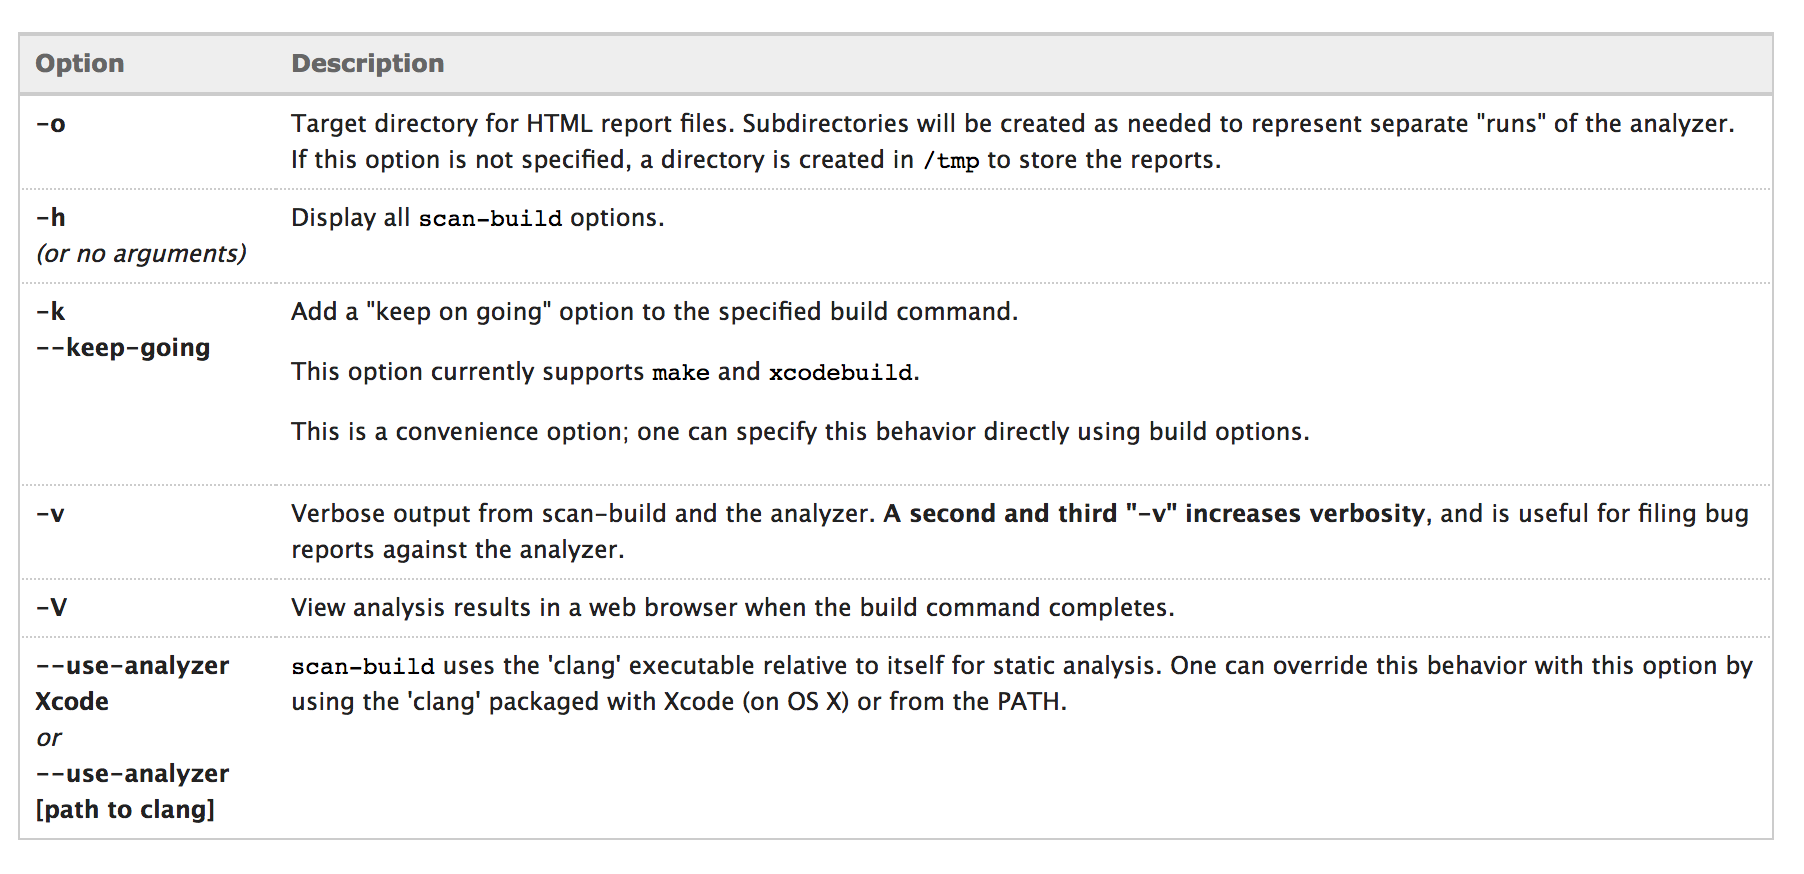 Option Description
-o Target directory for HTML report files. Subdirectories will be created as needed to represent separate "runs" of the analyzer.
If this option is not specified, a directory is created in /tmp to store the reports.
-h Display all scan-build options.
(or no arguments)
-k Add a "keep on going" option to the specified build command.
--keep-going
This option currently supports make and xcodebuild.
This is a convenience option; one can specify this behavior directly using build options.
-v Verbose output from scan-build and the analyzer. A second and third "-v" increases verbosity, and is useful for filing bug
reports against the analyzer.
-V View analysis results in a web browser when the build command completes.
--use-analyzer scan-build uses the 'clang' executable relative to itself for static analysis. One can override this behavior with this option by
Xcode using the 'clang' packaged with Xcode (on OS X) or from the PATH.
or
--use-analyzer
[path to clang]